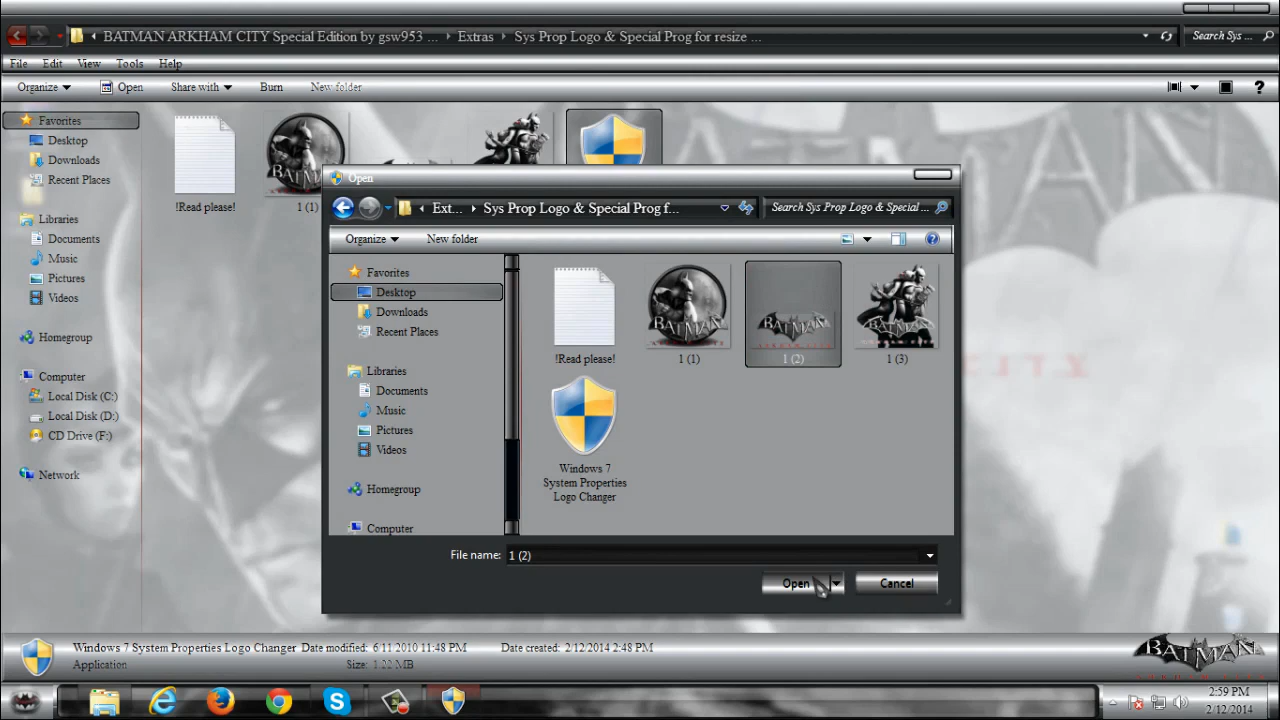 BATMAN ARKHAM CITY Special Edition by gsw953 ... Extras Sys Prop Logo & Special Prog for resize ... Search Sys ...
File Edit View Tools Help
Organize Open Share with Burn New folder
Favorites
Desktop
Downloads
Recent Places
Libraries
Documents
Music
Pictures
Videos
Homegroup
Computer
Local Disk (C:)
Local Disk (D:)
CD Drive (F:)
Network
!Read please!
1 (1)
Open
Ext... Sys Prop Logo & Special Prog f... Search Sys Prop Logo & Special ...
Organize New folder
Favorites
Desktop
Downloads
Recent Places
Libraries
Documents
Music
Pictures
Videos
Homegroup
Computer
BATMAN
BATMAN
BATMAN
!Read please!
1 (1)
1 (2)
1 (3)
Windows 7
System Properties
Logo Changer
File name: 1 (2)
Open Cancel
Windows 7 System Properties Logo Changer Date modified: 6/11/2010 11:48 PM Date created: 2/12/2014 2:48 PM
Application Size: 1.22 MB
BATMAN
2:59 PM
2/12/2014